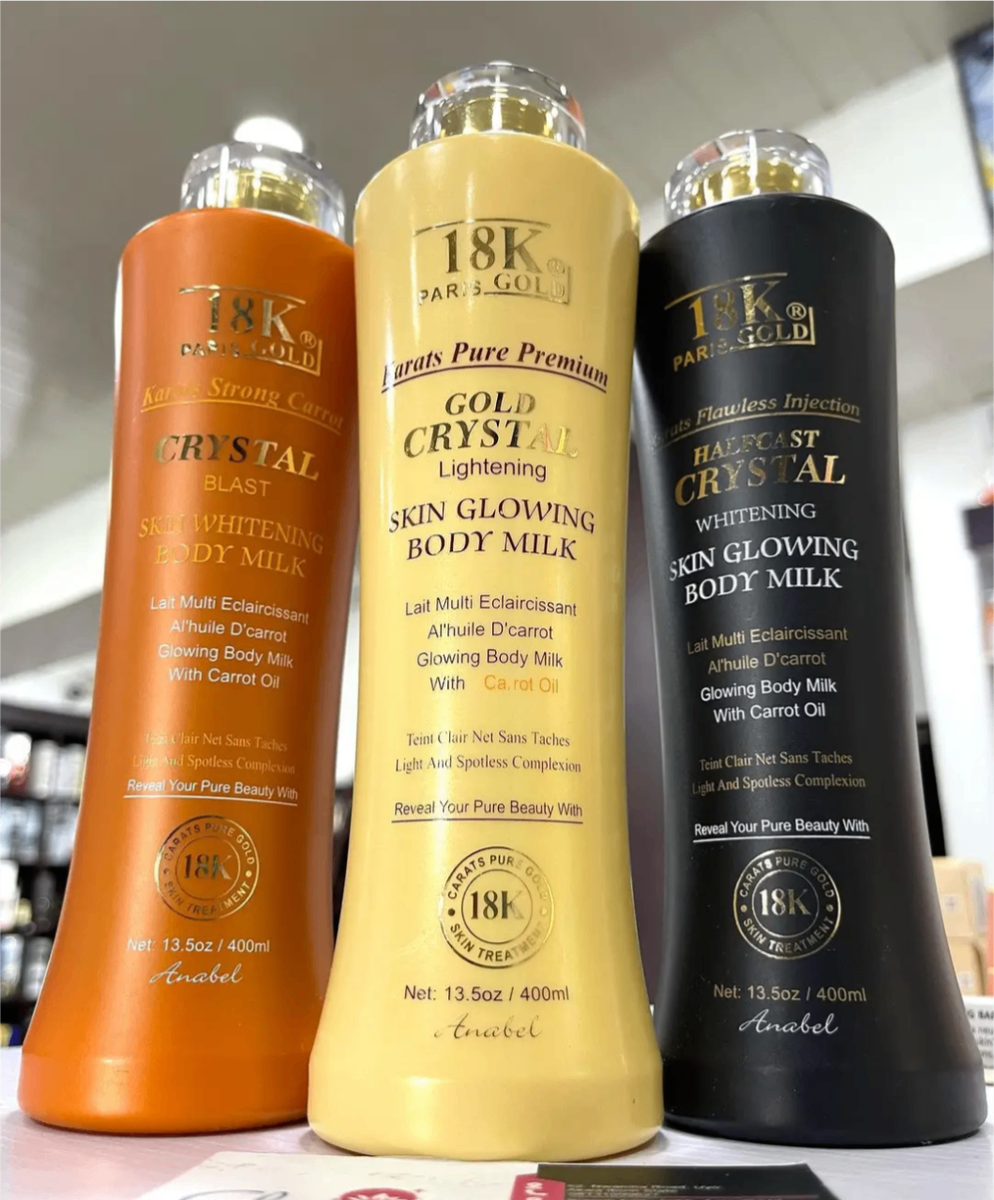 18K®
PARIS GOLD
Karats Strong Carrot
CRYSTAL
BLAST
SKIN WHITENING
BODY MILK
Lait Multi Eclaircissant
Al'huile D'carrot
Glowing Body Milk
With Carrot Oil
Teint Clair Net Sans Taches
Light And Spotless Complexion
Reveal Your Pure Beauty With
CARATS PURE GOLD
18K
SKIN TREATMENT
Net: 13.5oz / 400ml
Anabel
18K®
PARIS GOLD
Karats Pure Premium
GOLD
CRYSTAL
Lightening
SKIN GLOWING
BODY MILK
Lait Multi Eclaircissant
Al'huile D'carrot
Glowing Body Milk
With Carrot Oil
Teint Clair Net Sans Taches
Light And Spotless Complexion
Reveal Your Pure Beauty With
CARATS PURE GOLD
18K
SKIN TREATMENT
Net: 13.5oz / 400ml
Anabel
18K®
PARIS GOLD
Karats Flawless Injection
HALFCAST
CRYSTAL
WHITENING
SKIN GLOWING
BODY MILK
Lait Multi Eclaircissant
Al'huile D'carrot
Glowing Body Milk
With Carrot Oil
Teint Clair Net Sans Taches
Light And Spotless Complexion
Reveal Your Pure Beauty With
CARATS PURE GOLD
18K
SKIN TREATMENT
Net: 13.5oz / 400ml
Anabel